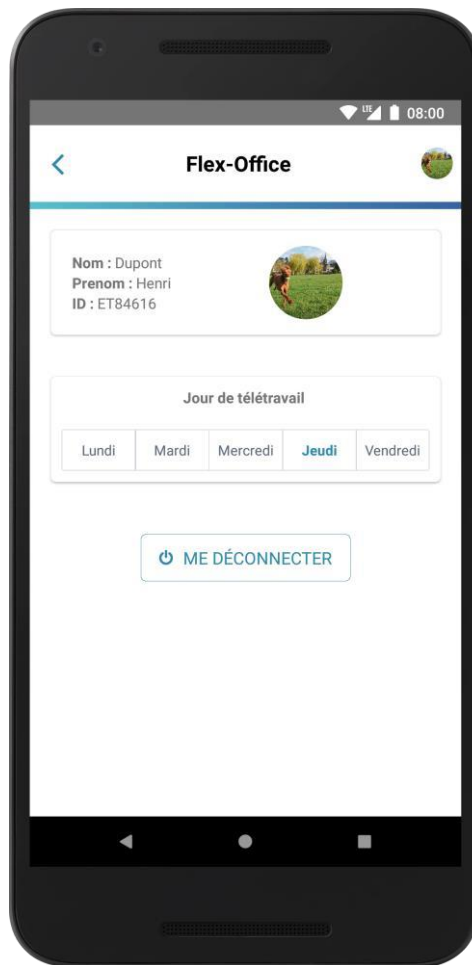 LTE 08:00
Flex-Office
Nom : Dupont
Prenom : Henri
ID : ET84616
Jour de télétravail
Lundi Mardi Mercredi Jeudi Vendredi
ME DÉCONNECTER